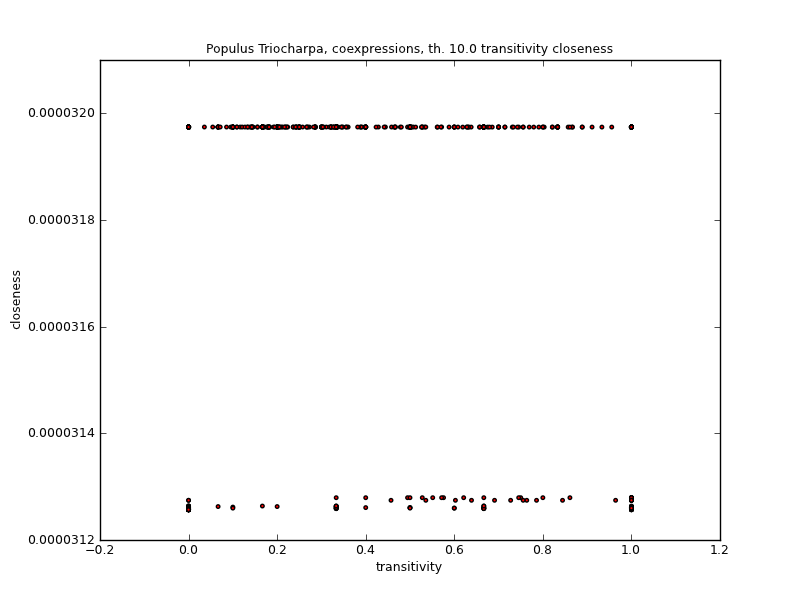 Populus Triocharpa, coexpressions, th. 10.0 transitivity closeness
0.0000320
0.0000318
0.0000316
0.0000314
0.0000312
closeness
−0.2 0.0 0.2 0.4 0.6 0.8 1.0 1.2
transitivity